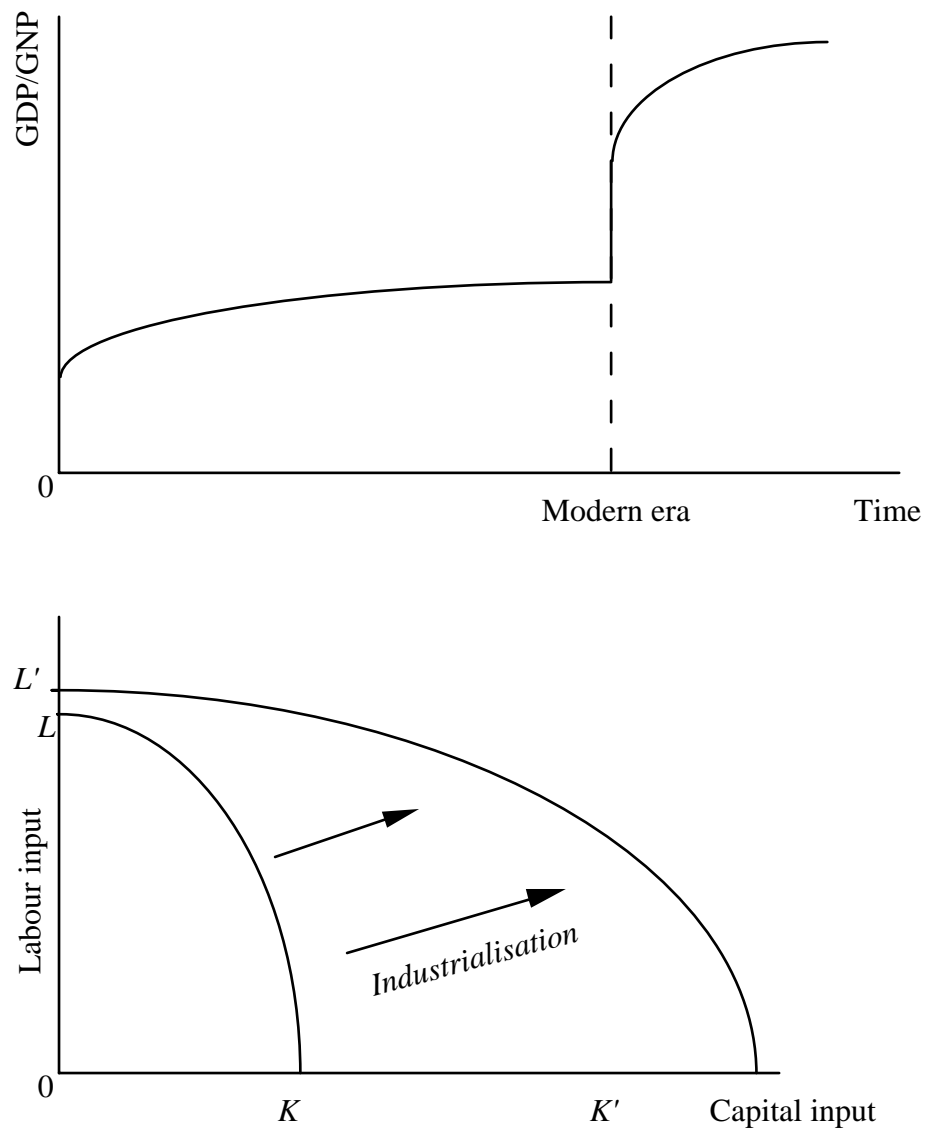 GDP/GNP
0
Modern era
Time
L'
L
Labour input
Industrialisation
0
K
K'
Capital input